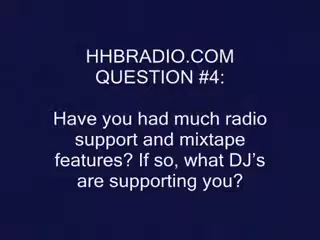 HHBRADIO.COM
QUESTION #4:
Have you had much radio
support and mixtape
features? If so, what DJ’s
are supporting you?